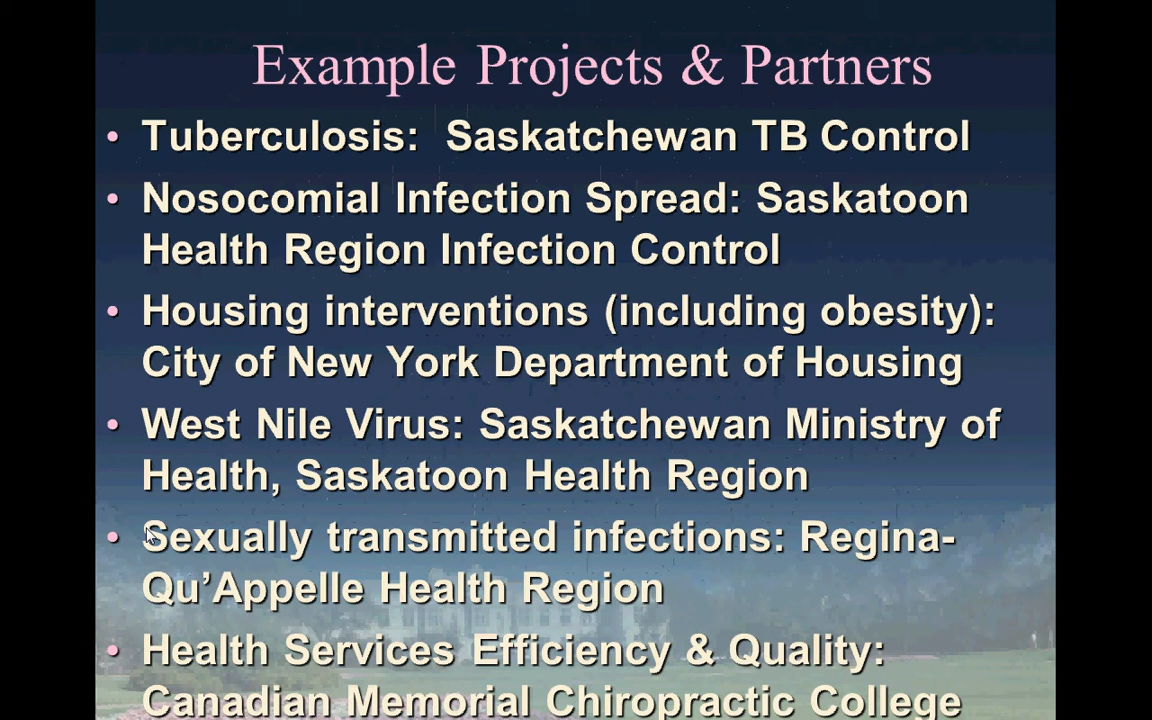 Example Projects & Partners
• Tuberculosis: Saskatchewan TB Control
• Nosocomial Infection Spread: Saskatoon
Health Region Infection Control
• Housing interventions (including obesity):
City of New York Department of Housing
• West Nile Virus: Saskatchewan Ministry of
Health, Saskatoon Health Region
• Sexually transmitted infections: Regina-
Qu’Appelle Health Region
• Health Services Efficiency & Quality:
Canadian Memorial Chiropractic College